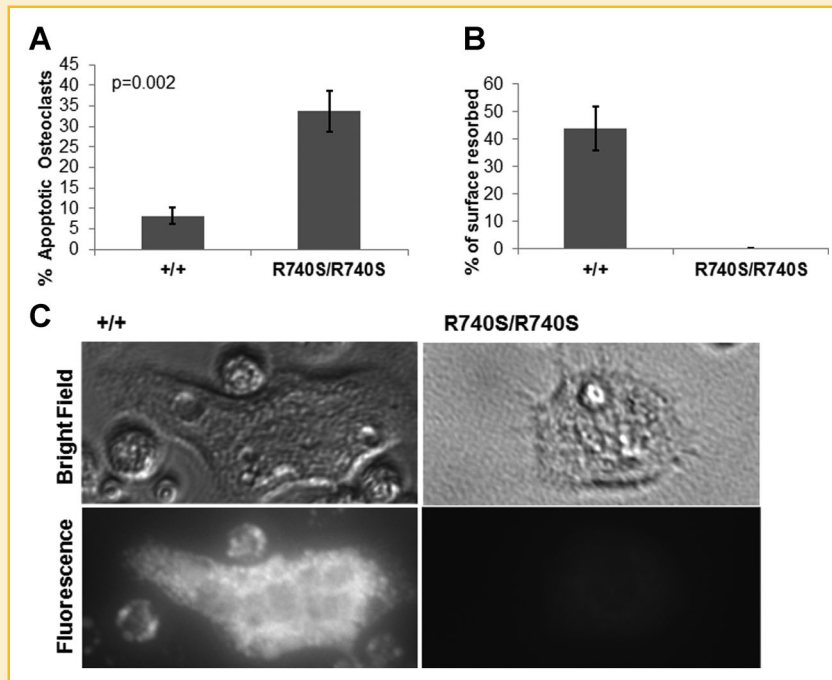 A
p=0.002
% Apoptotic Osteoclasts
45
40
35
30
25
20
15
10
5
0
+/+
R740S/R740S
B
% of surface resorbed
60
50
40
30
20
10
0
+/+
R740S/R740S
C
+/+
R740S/R740S
Bright Field
Fluorescence